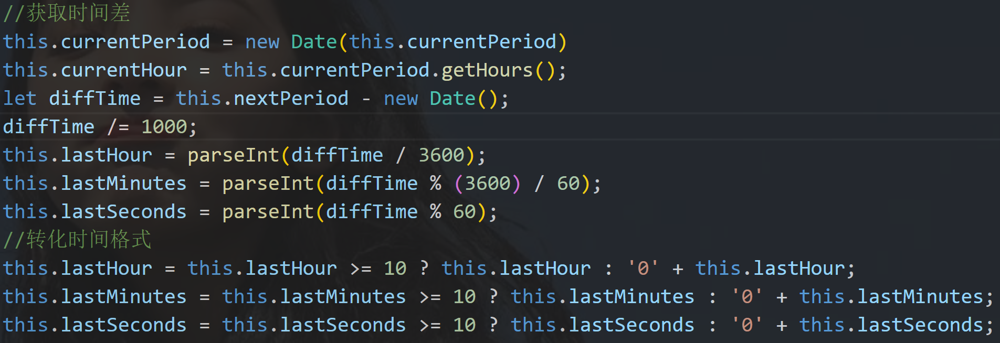 //获取时间差
this.currentPeriod = new Date(this.currentPeriod)
this.currentHour = this.currentPeriod.getHours();
let diffTime = this.nextPeriod - new Date();
diffTime /= 1000;
this.lastHour = parseInt(diffTime / 3600);
this.lastMinutes = parseInt(diffTime % (3600) / 60);
this.lastSeconds = parseInt(diffTime % 60);
//转化时间格式
this.lastHour = this.lastHour >= 10 ? this.lastHour : '0' + this.lastHour;
this.lastMinutes = this.lastMinutes >= 10 ? this.lastMinutes : '0' + this.lastMinutes;
this.lastSeconds = this.lastSeconds >= 10 ? this.lastSeconds : '0' + this.lastSeconds;